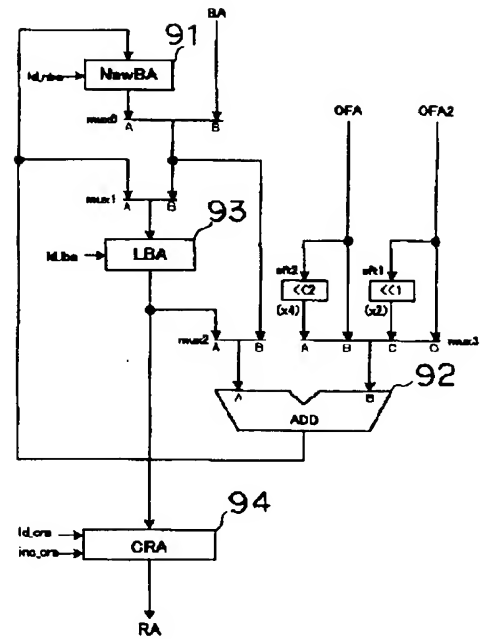 BA
91
ld_nba
NewBA
mux0 A B
OFA OFA2
mux1 A B
93
ld_lba
LBA
sft2 sft1
<<2 <<1
(x4) (x2)
mux2 A B
A B C D mux3
92
A B
ADD
94
ld_cra
inc_cra
CRA
RA